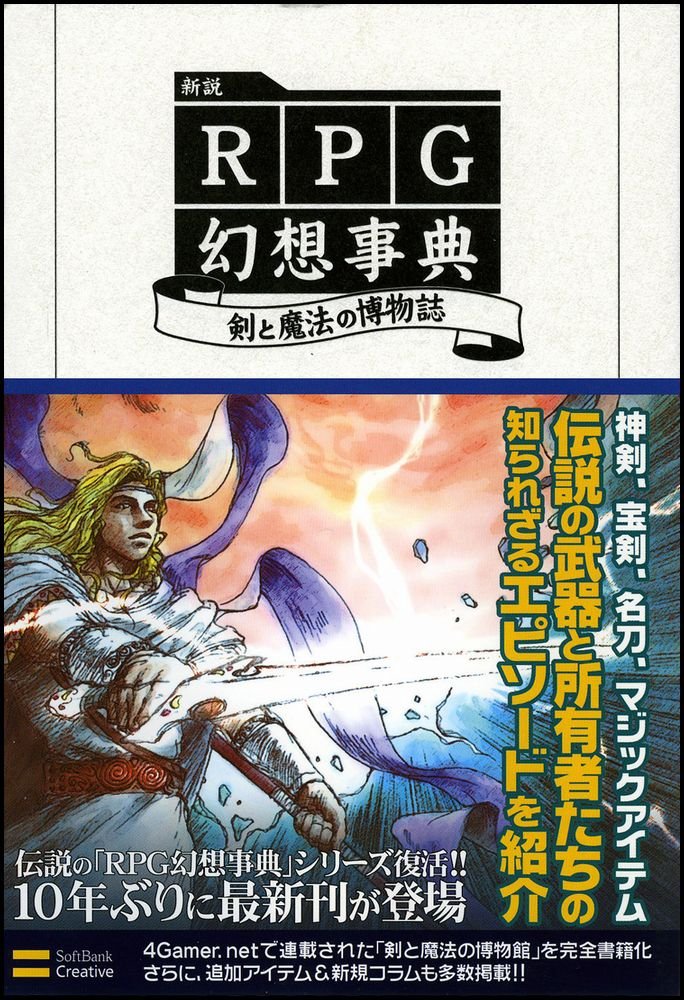 新説
RPG
幻想事典
剣と魔法の博物誌
神剣、宝剣、名刀、マジックアイテム
伝説の武器と所有者たちの
知られざるエピソードを紹介
伝説の「RPG幻想事典」シリーズ復活!!
10年ぶりに最新刊が登場
SoftBank
Creative
4Gamer.netで連載された「剣と魔法の博物館」を完全書籍化
さらに、追加アイテム&新規コラムも多数掲載!!